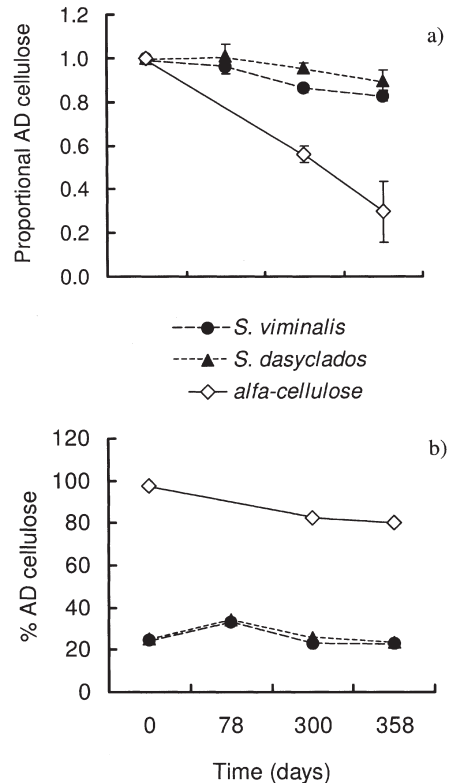 a)
Proportional AD cellulose
1.2
1.0
0.8
0.6
0.4
0.2
0.0
S. viminalis
S. dasyclados
alfa-cellulose
b)
% AD cellulose
120
100
80
60
40
20
0
0 78 300 358
Time (days)